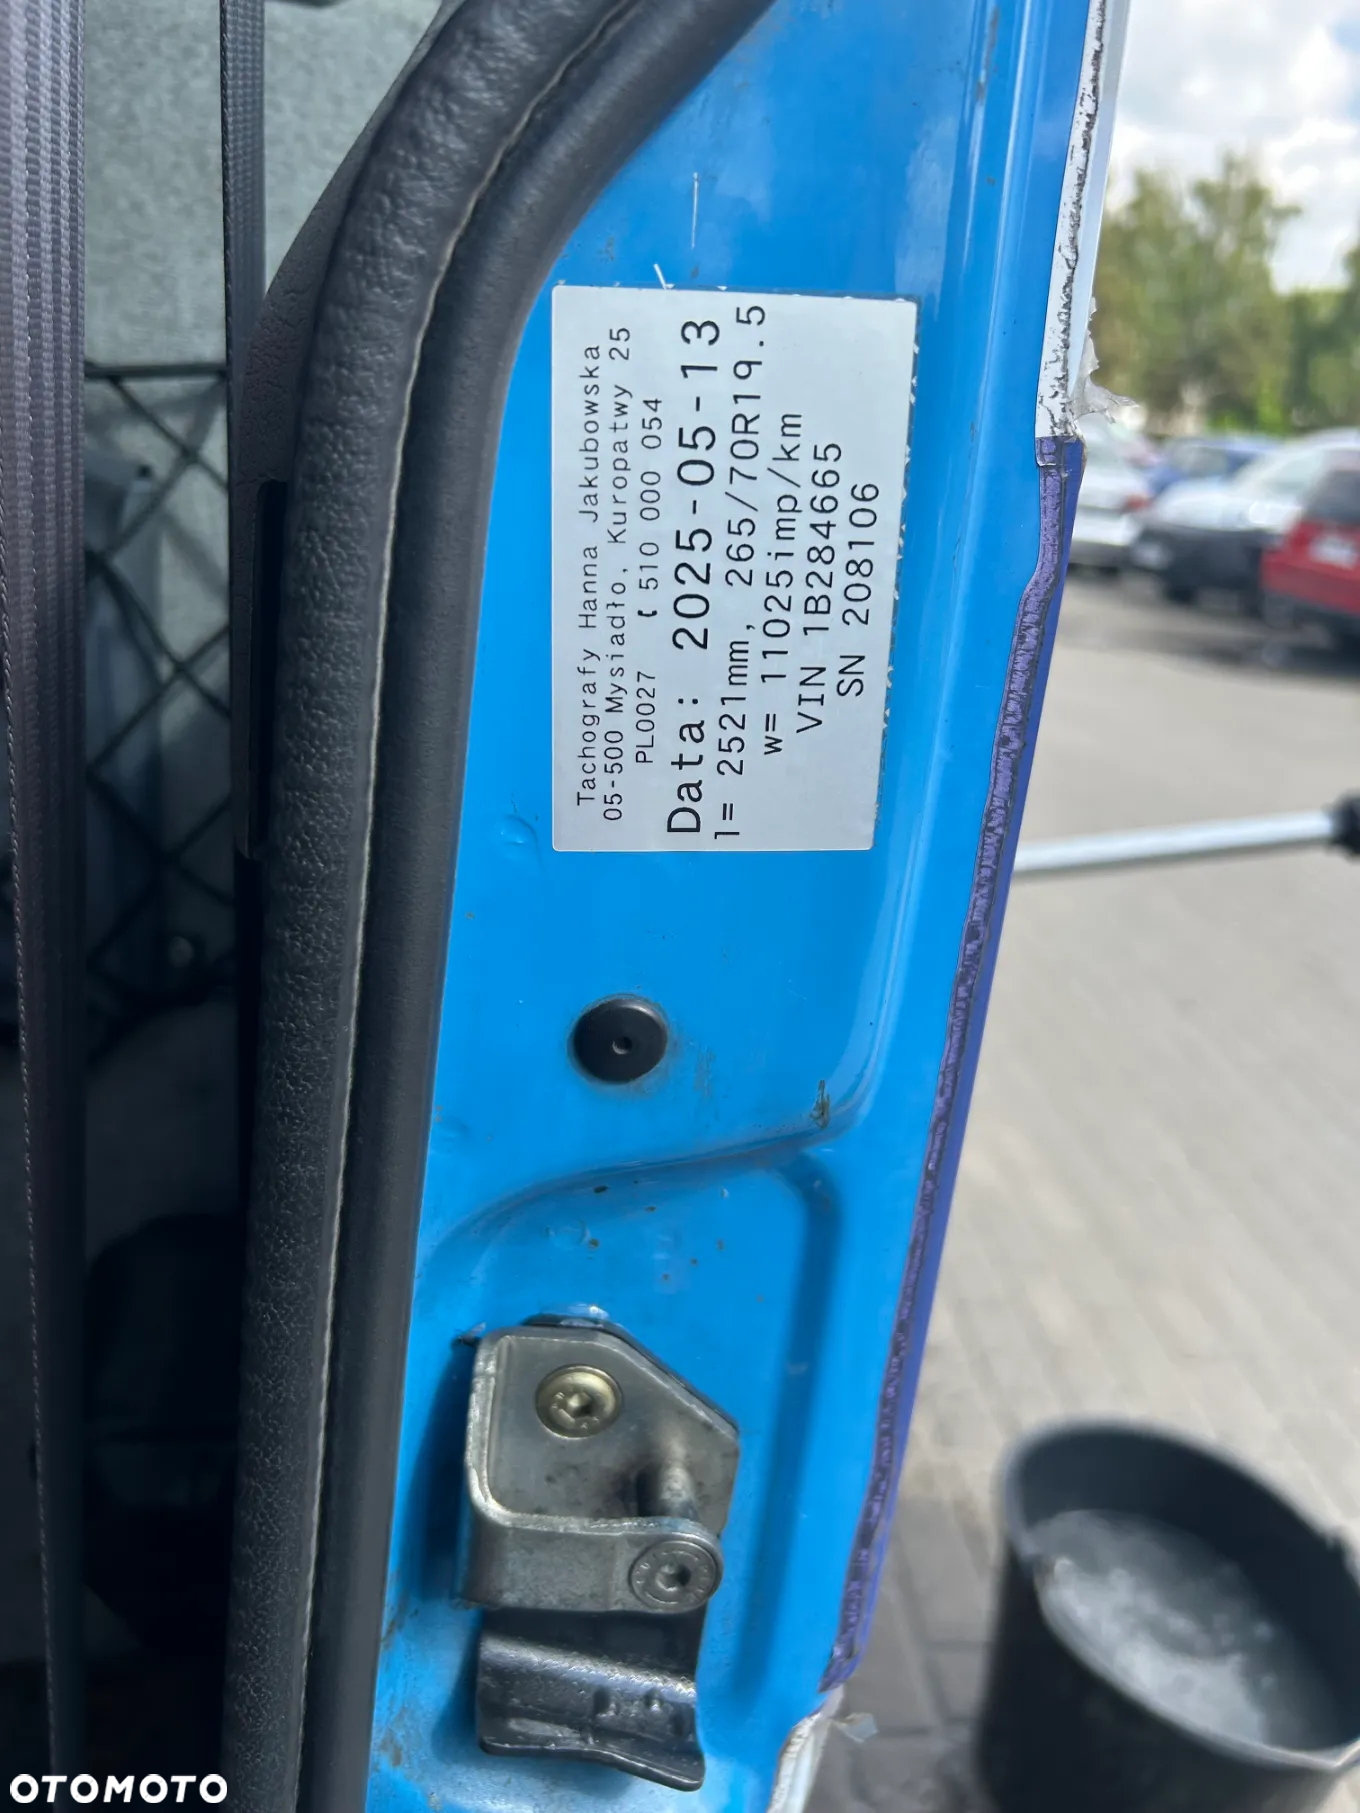 Tachografy Hanna Jakubowska
05-500 Mysiadło, Kuropatwy 25
PL0027 ( 510 000 054
Data: 2025-05-13
l= 2521mm, 265/70R19.5
w= 11025imp/km
VIN 1B284665
SN 208106
OTOMOTO